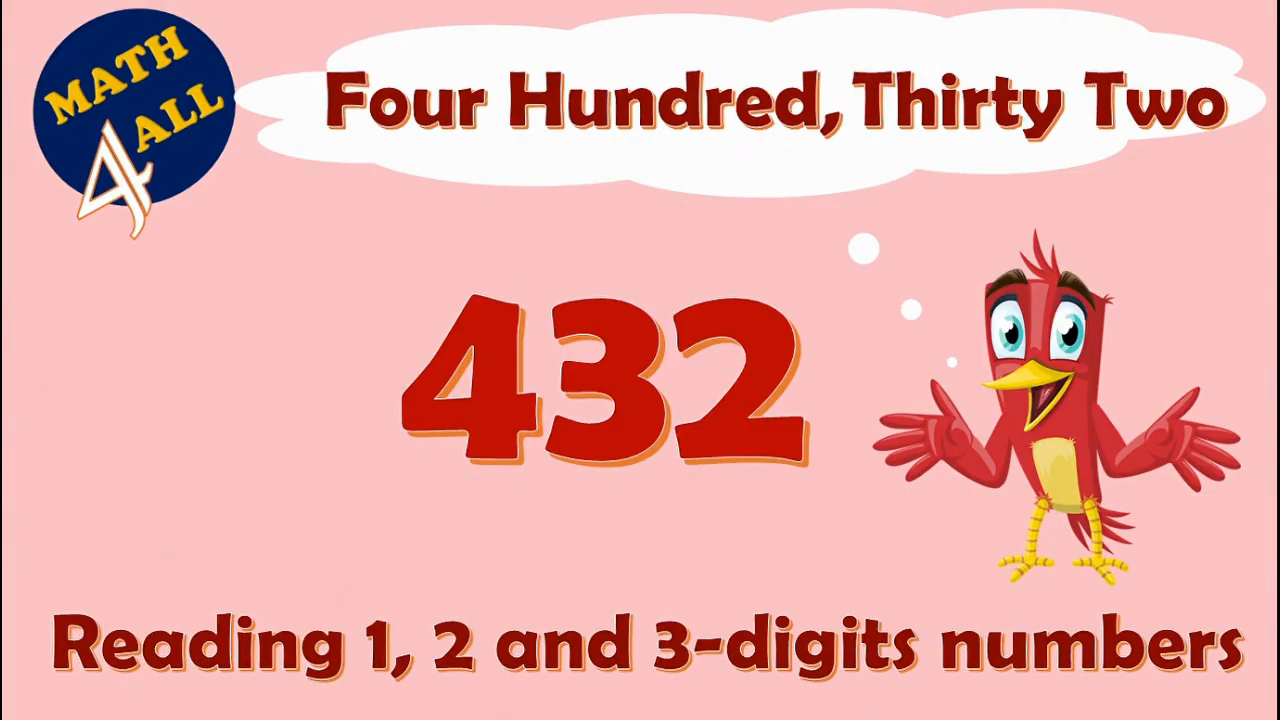 MATH
4 ALL
Four Hundred, Thirty Two
432
Reading 1, 2 and 3-digits numbers